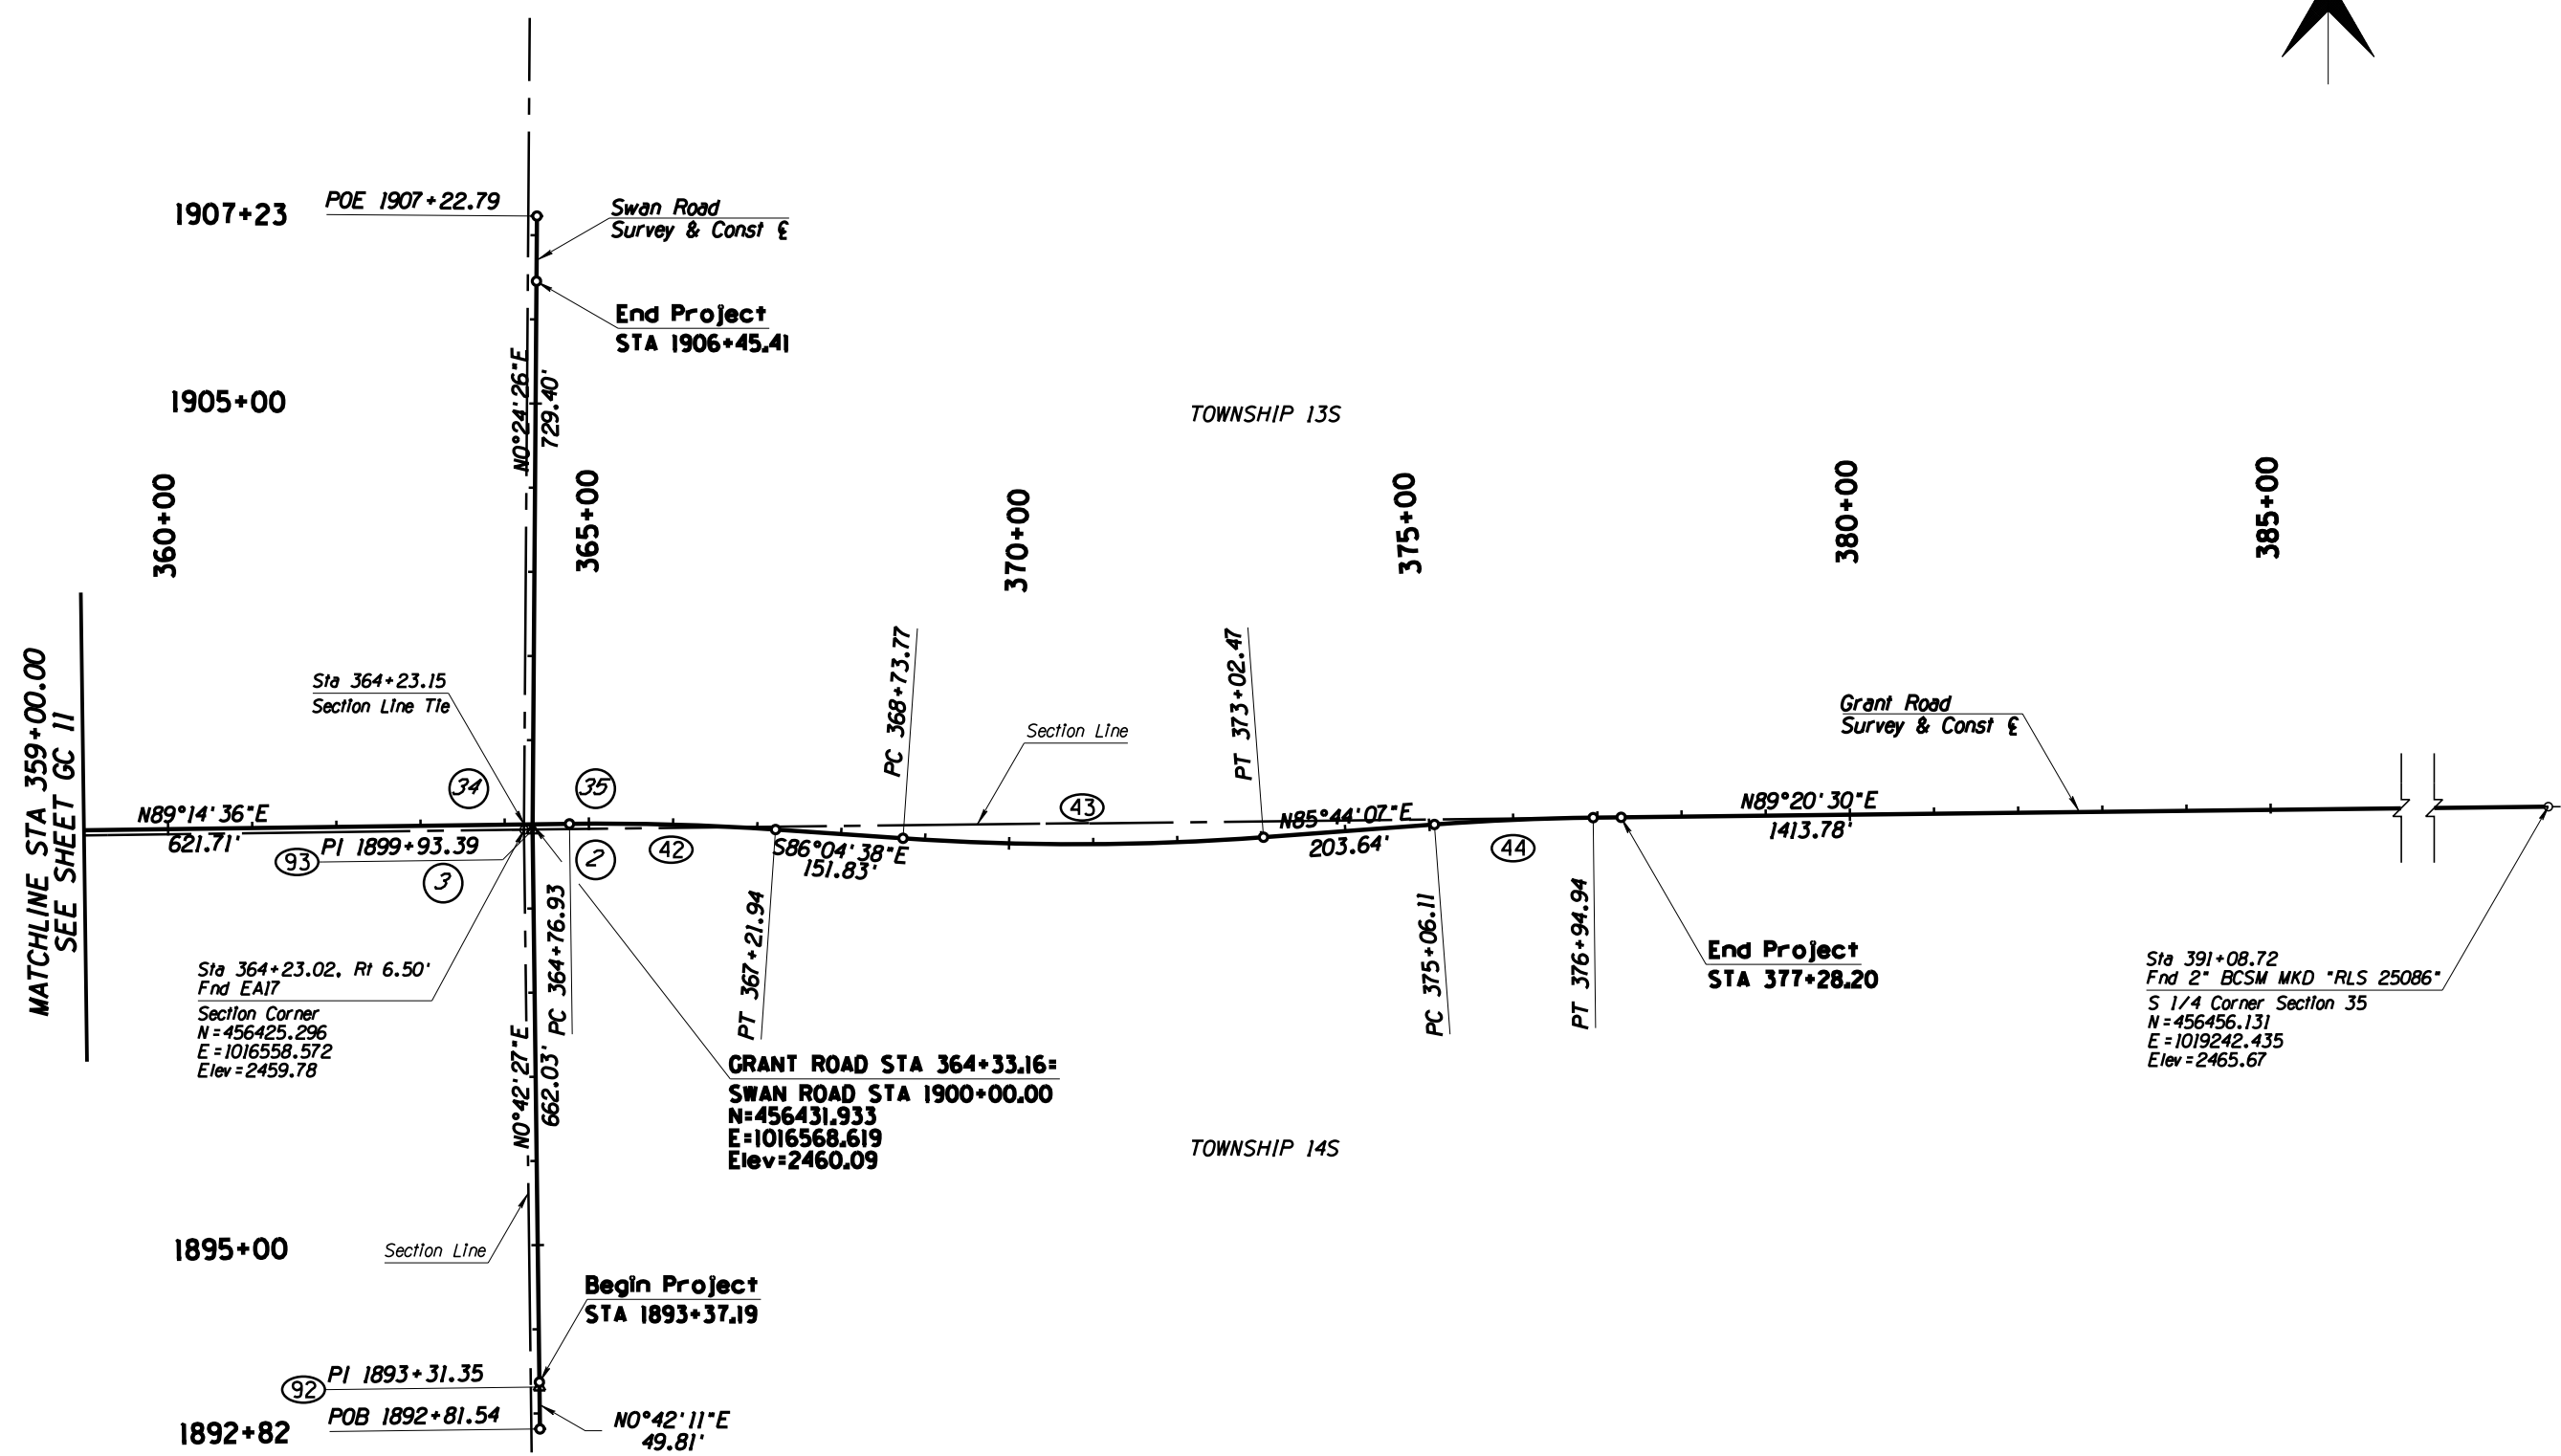 POE 1907+22.79
1907+23
Swan Road
Survey & Const ℄
End Project
STA 1906+45.41
N0°24'26"E
729.40'
1905+00
TOWNSHIP 13S
360+00
365+00
370+00
375+00
380+00
385+00
MATCHLINE STA 359+00.00
SEE SHEET GC 11
Sta 364+23.15
Section Line Tie
PC 368+73.77
PT 373+02.47
Section Line
Grant Road
Survey & Const ℄
34
35
43
N89°14'36"E
621.71'
93
PI 1899+93.39
3
2
42
S86°04'38"E
151.83'
N85°44'07"E
203.64'
44
N89°20'30"E
1413.78'
PC 364+76.93
PT 367+21.94
PC 375+06.11
PT 376+94.94
End Project
STA 377+28.20
Sta 364+23.02, Rt 6.50'
Fnd EA17
Section Corner
N=456425.296
E=1016558.572
Elev=2459.78
Sta 391+08.72
Fnd 2" BCSM MKD "RLS 25086"
S 1/4 Corner Section 35
N=456456.131
E=1019242.435
Elev=2465.67
N0°42'27"E
662.03'
GRANT ROAD STA 364+33.16=
SWAN ROAD STA 1900+00.00
N=456431.933
E=1016568.619
Elev=2460.09
TOWNSHIP 14S
1895+00
Section Line
Begin Project
STA 1893+37.19
92
PI 1893+31.35
POB 1892+81.54
1892+82
N0°42'11"E
49.81'